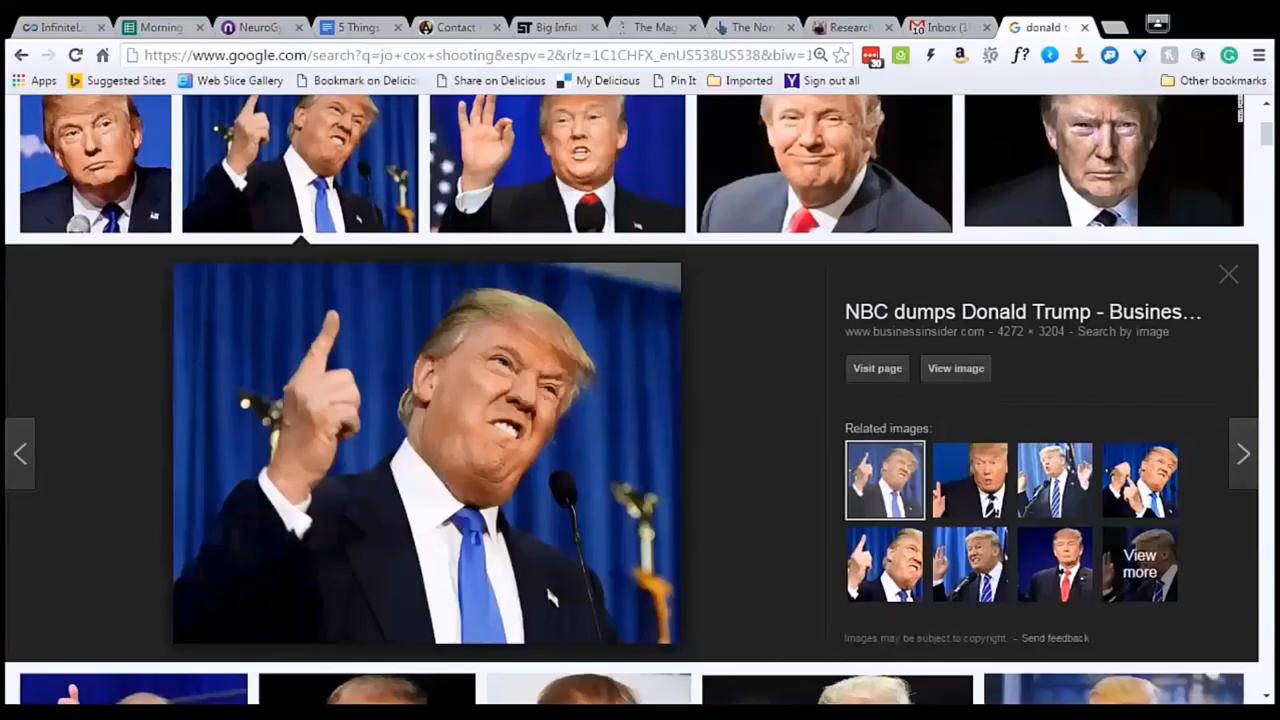 InfiniteL
Morning
NeuroGy
5 Things
Contact
Big Infid
The Mag
The Non
Research
Inbox (1
donald t
https://www.google.com/search?q=jo+cox+shooting&espv=2&rlz=1C1CHFX_enUS538US538&biw=1
Apps
Suggested Sites
Web Slice Gallery
Bookmark on Delicio
Share on Delicious
My Delicious
Pin It
Imported
Sign out all
Other bookmarks
NBC dumps Donald Trump - Busines...
www.businessinsider.com - 4272 × 3204 - Search by image
Visit page
View image
Related images:
View
more
Images may be subject to copyright. - Send feedback